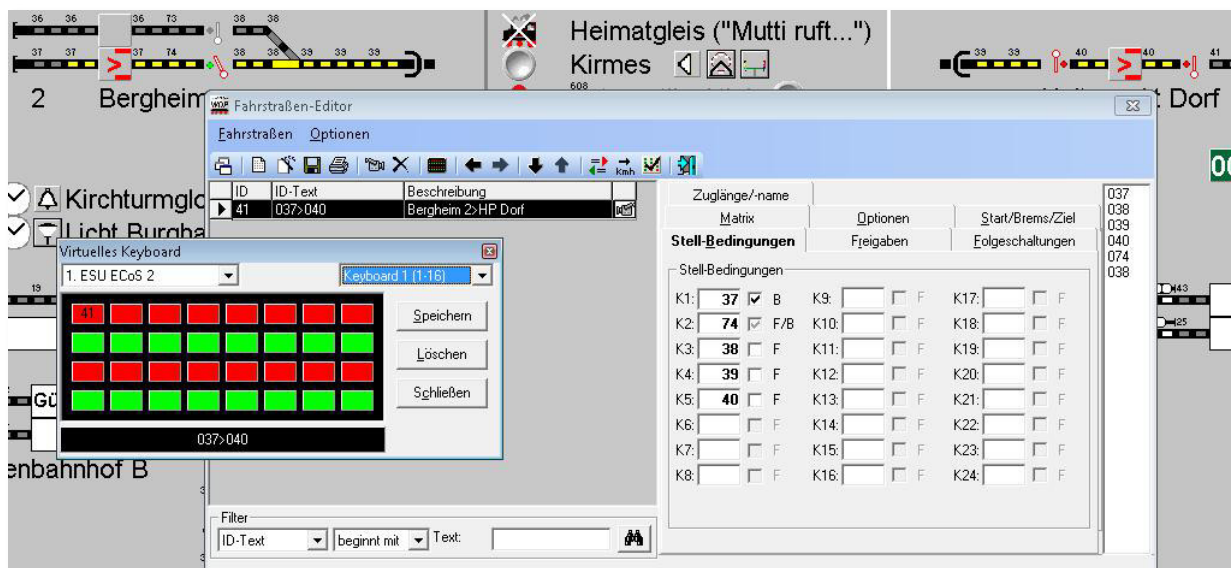 36 36 36 73 38 38
37 37 37 74 38 38 39 39 39
2 Bergheim
Heimatgleis ("Mutti ruft...")
Kirmes
608
39 39 40 40 41
Dorf
Kirchturmglo
Licht Burgba
19
Gü
enbahnhof B
43
25
Fahrstraßen-Editor
Fahrstraßen Optionen
kmh
ID ID-Text Beschreibung
41 037>040 Bergheim 2>HP Dorf
Virtuelles Keyboard
1. ESU ECoS 2 Keyboard 1 (1-16)
41
Speichern
Löschen
Schließen
037>040
Filter
ID-Text beginnt mit Text:
Zuglänge/-name
Matrix Optionen Start/Brems/Ziel
Stell-Bedingungen Freigaben Folgeschaltungen
Stell-Bedingungen
K1: 37 B K9: F K17: F
K2: 74 F/B K10: F K18: F
K3: 38 F K11: F K19: F
K4: 39 F K12: F K20: F
K5: 40 F K13: F K21: F
K6: F K14: F K22: F
K7: F K15: F K23: F
K8: F K16: F K24: F
037
038
039
040
074
038